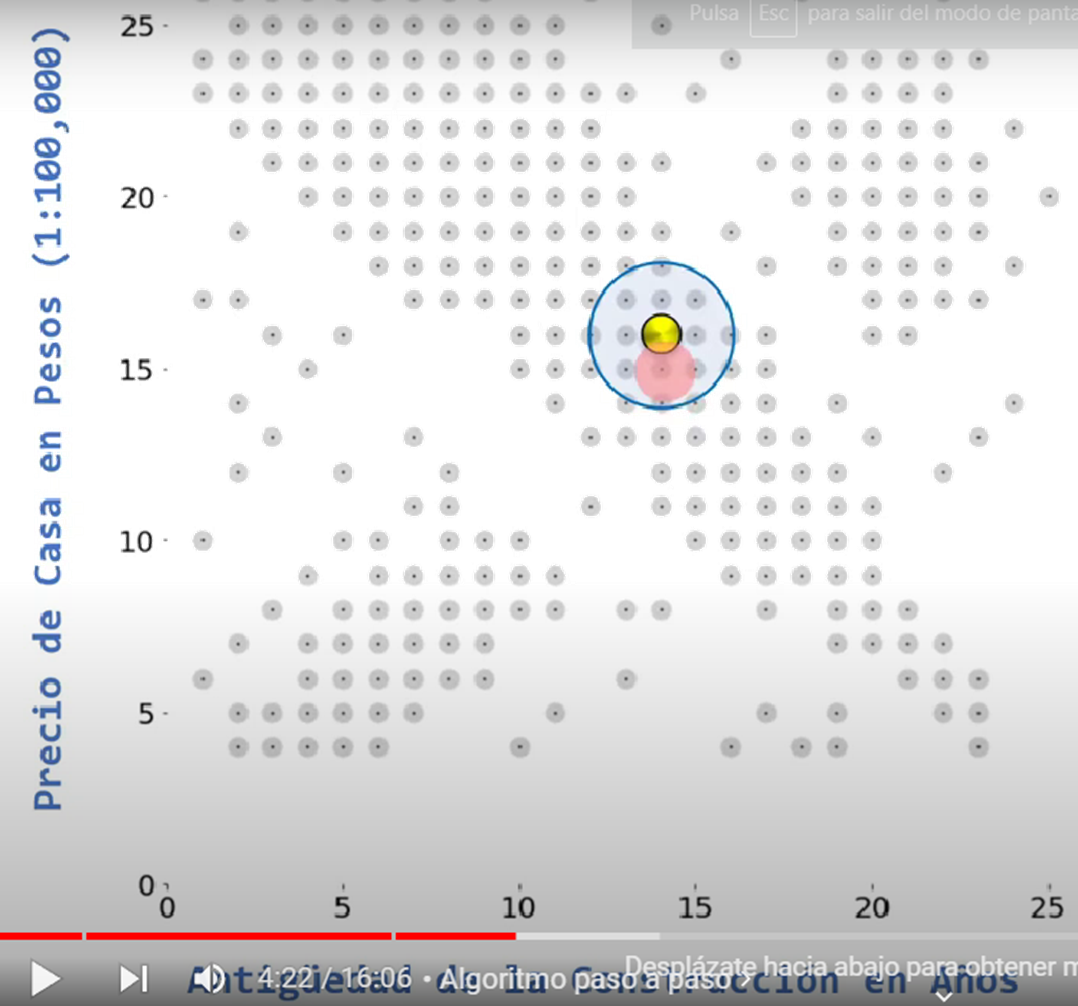 Pulsa Esc para salir del modo de panta
Precio de Casa en Pesos (1:100,000)
25
20
15
10
5
0
0 5 10 15 20 25
Antigüedad de la Construcción en Años
Desplázate hacia abajo para obtener m
4:22 / 16:06 • Algoritmo paso a paso >